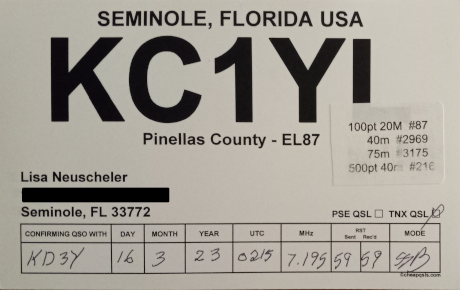 SEMINOLE, FLORIDA USA
KC1YL
100pt 20M #87
40m #2969
75m #3175
500pt 40m #216
Pinellas County - EL87
Lisa Neuscheler
Seminole, FL 33772
PSE QSL TNX QSL
CONFIRMING QSO WITH DAY MONTH YEAR UTC MHz RST Sent Rec'd MODE
KD3Y 16 3 23 0215 7.195 59 59 SSB
©cheapqsls.com